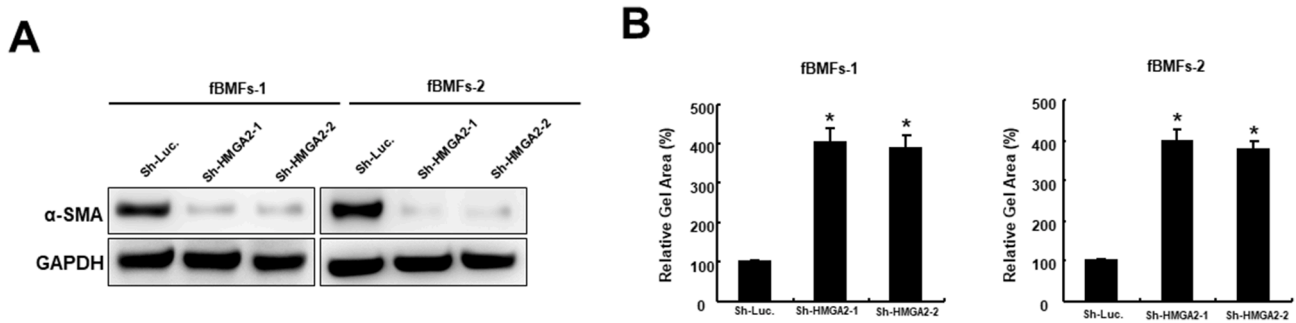 A
fBMFs-1
fBMFs-2
Sh-Luc.
Sh-HMGA2-1
Sh-HMGA2-2
Sh-Luc.
Sh-HMGA2-1
Sh-HMGA2-2
α-SMA
GAPDH
B
fBMFs-1
Relative Gel Area (%)
500
400
300
200
100
0
*
*
Sh-Luc.
Sh-HMGA2-1
Sh-HMGA2-2
fBMFs-2
Relative Gel Area (%)
500
400
300
200
100
0
*
*
Sh-Luc.
Sh-HMGA2-1
Sh-HMGA2-2